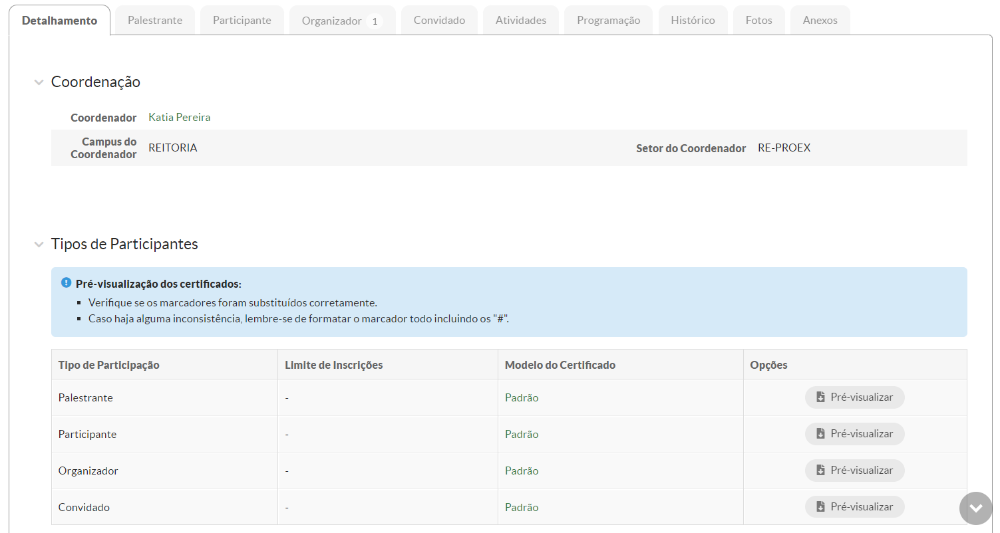 Detalhamento Palestrante Participante Organizador 1 Convidado Atividades Programação Histórico Fotos Anexos
Coordenação
Coordenador Katia Pereira
Campus do Coordenador REITORIA Setor do Coordenador RE-PROEX
Tipos de Participantes
Pré-visualização dos certificados:
Verifique se os marcadores foram substituídos corretamente.
Caso haja alguma inconsistência, lembre-se de formatar o marcador todo incluindo os "#".
Tipo de Participação Limite de Inscrições Modelo do Certificado Opções
Palestrante - Padrão Pré-visualizar
Participante - Padrão Pré-visualizar
Organizador - Padrão Pré-visualizar
Convidado - Padrão Pré-visualizar